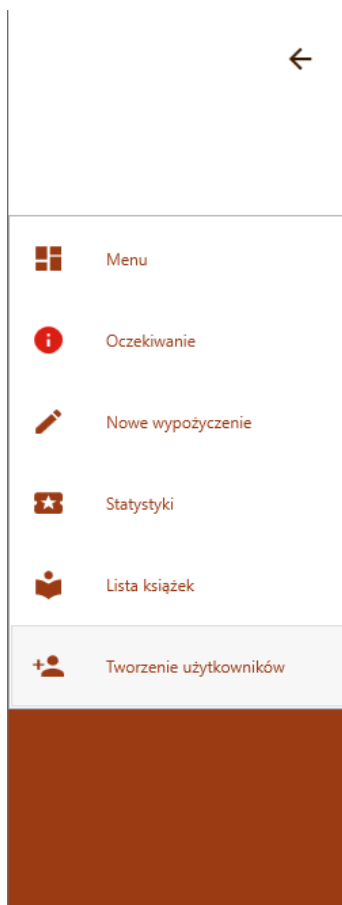 Menu
Oczekiwanie
Nowe wypożyczenie
Statystyki
Lista książek
Tworzenie użytkowników